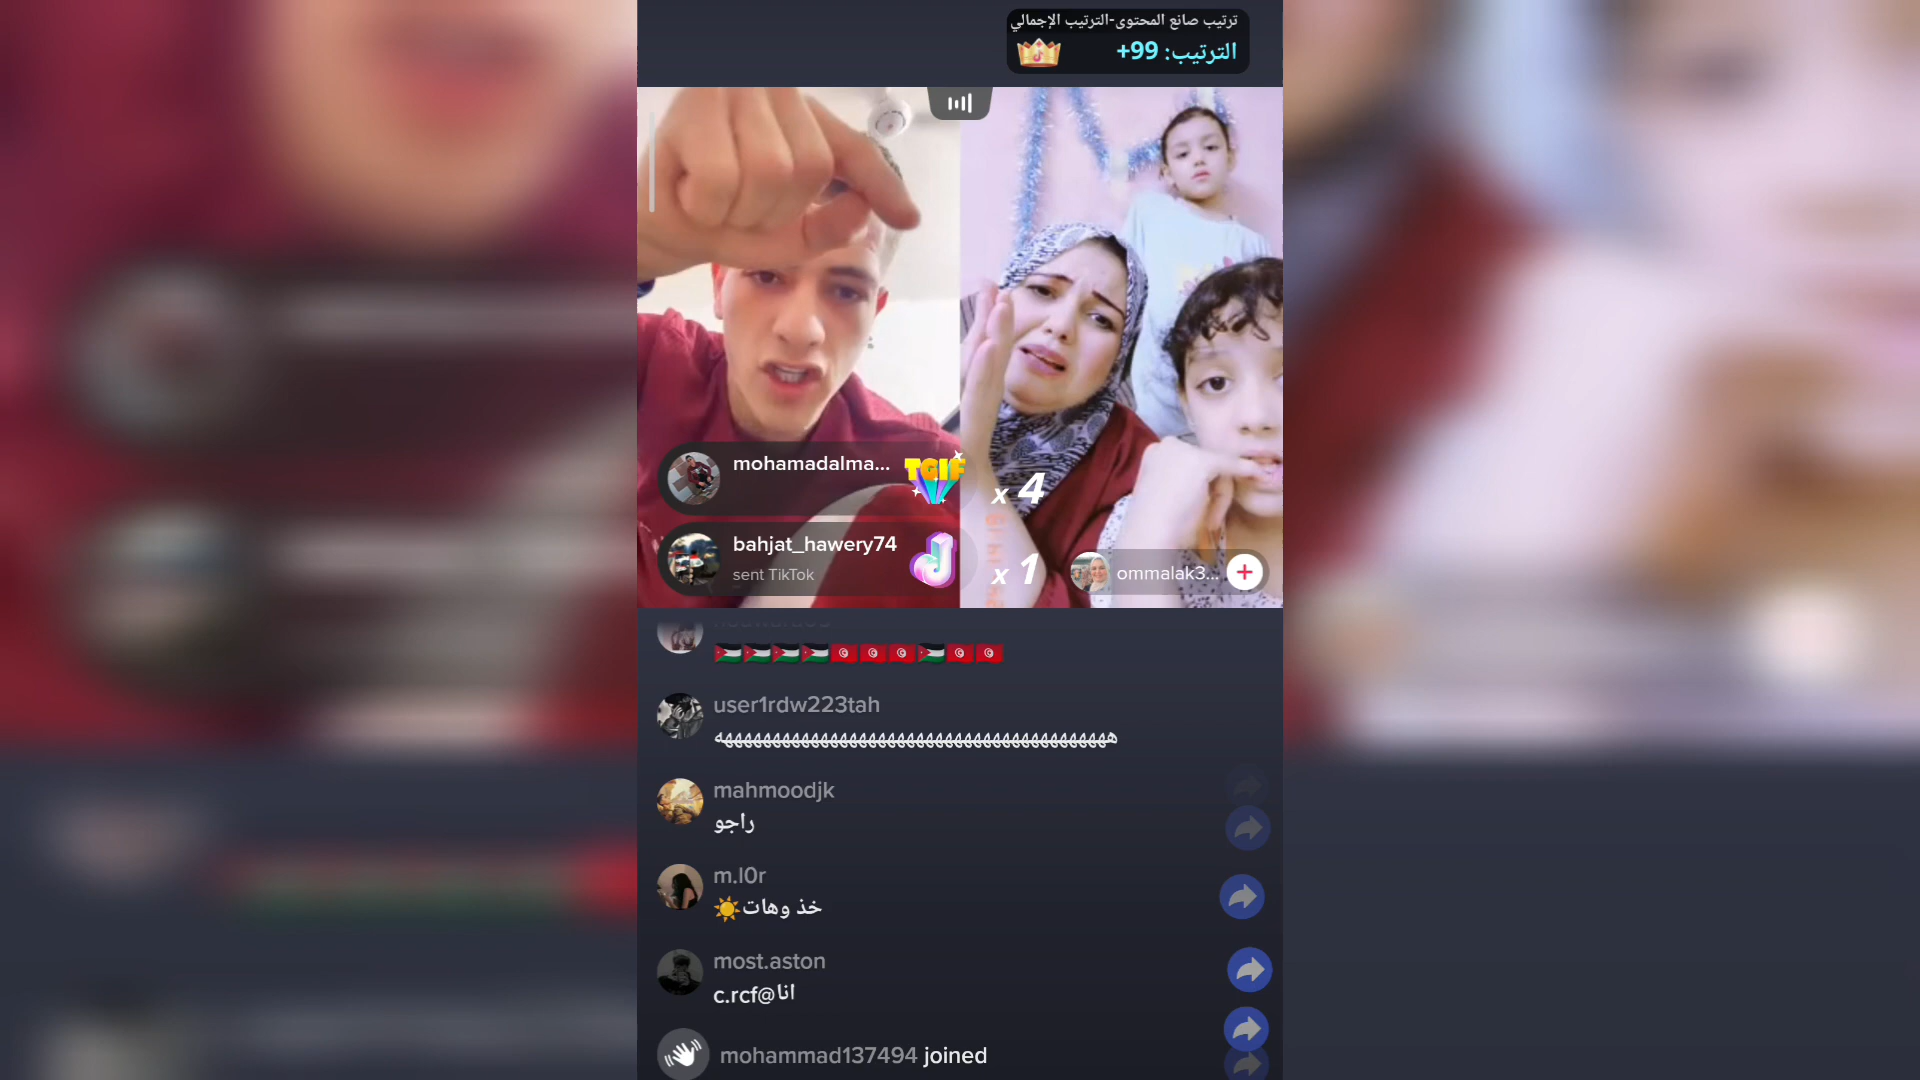 ترتيب صانع المحتوى-الترتيب الإجمالي
الترتيب: 99+
mohamadalma...
TGIF
x 4
bahjat_hawery74
sent TikTok
x 1
ommalak3...
user1rdw223tah
ههههههههههههههههههههههههههههههههههههههههه
mahmoodjk
راجو
m.l0r
خذ وهات☀️
most.aston
انا@c.rcf
mohammad137494 joined